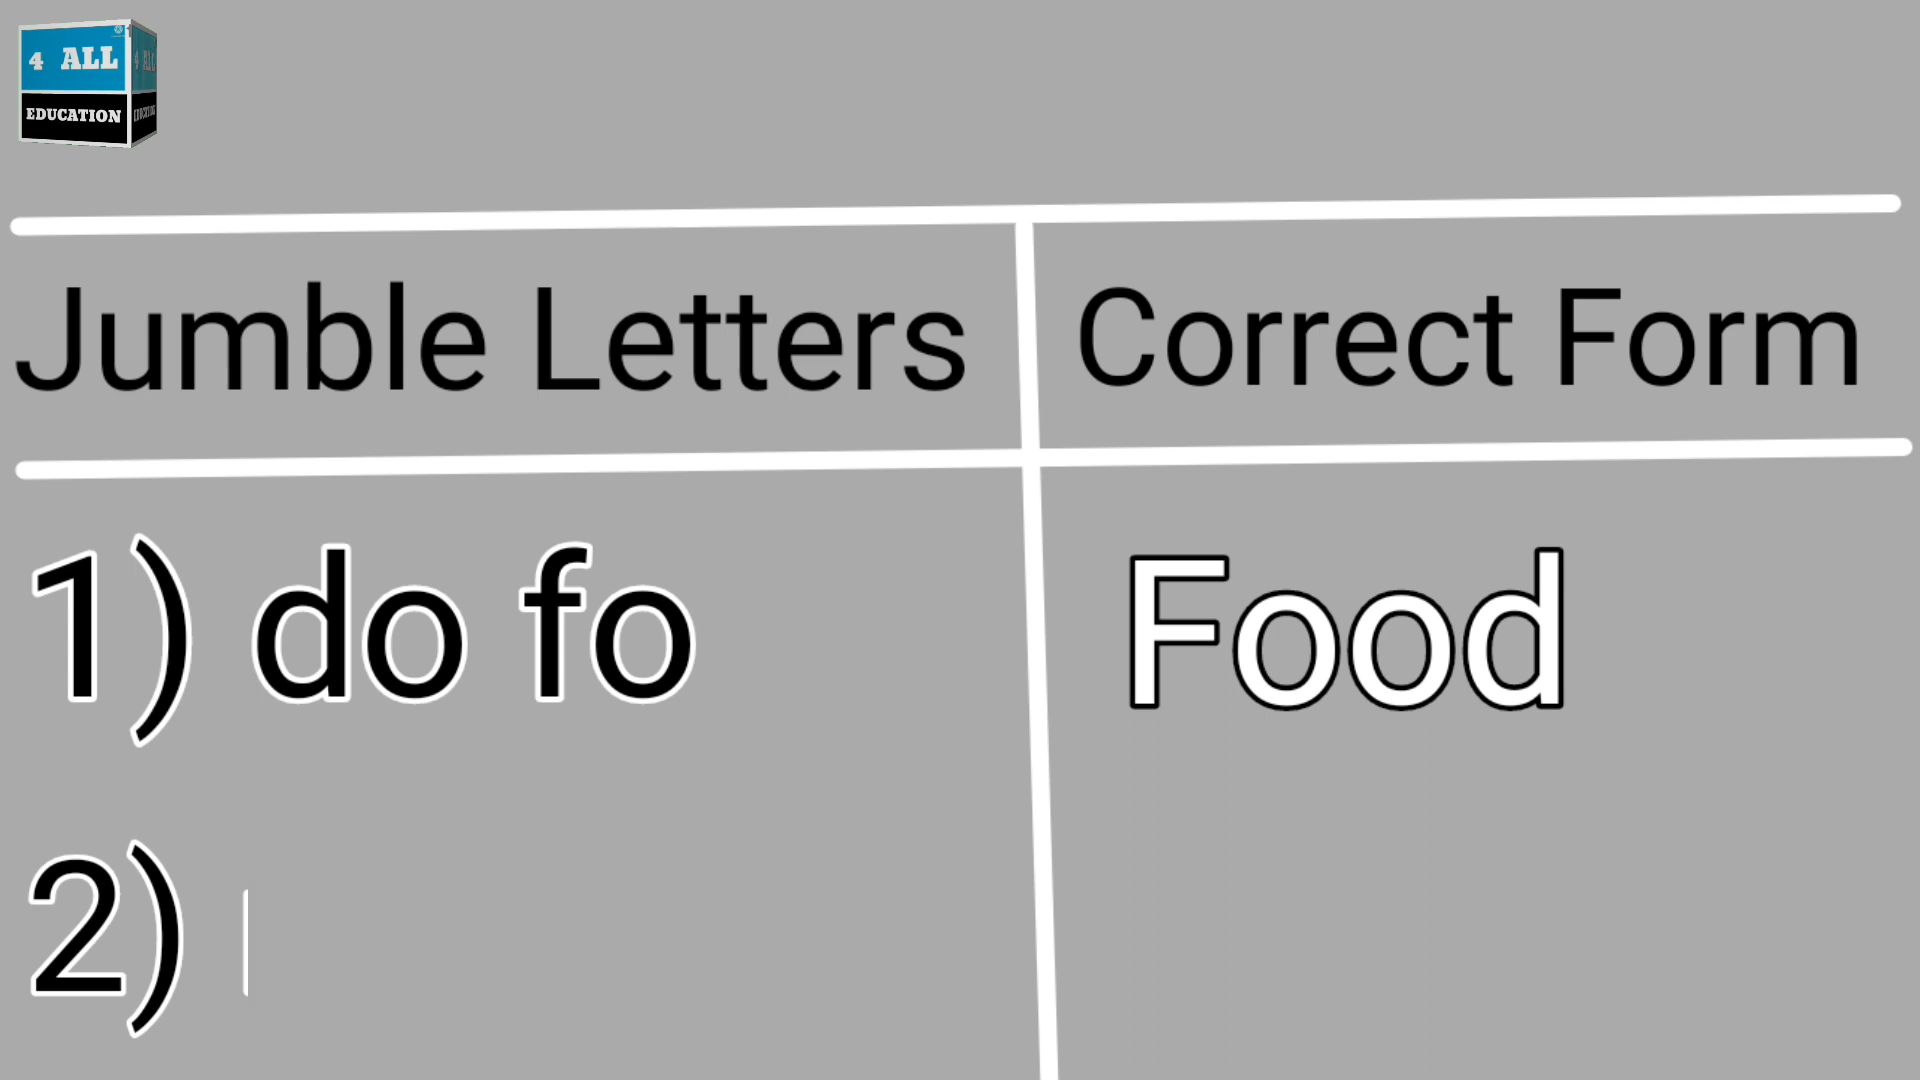 4 ALL
EDUCATION
Jumble Letters
Correct Form
1) do fo
Food
2)